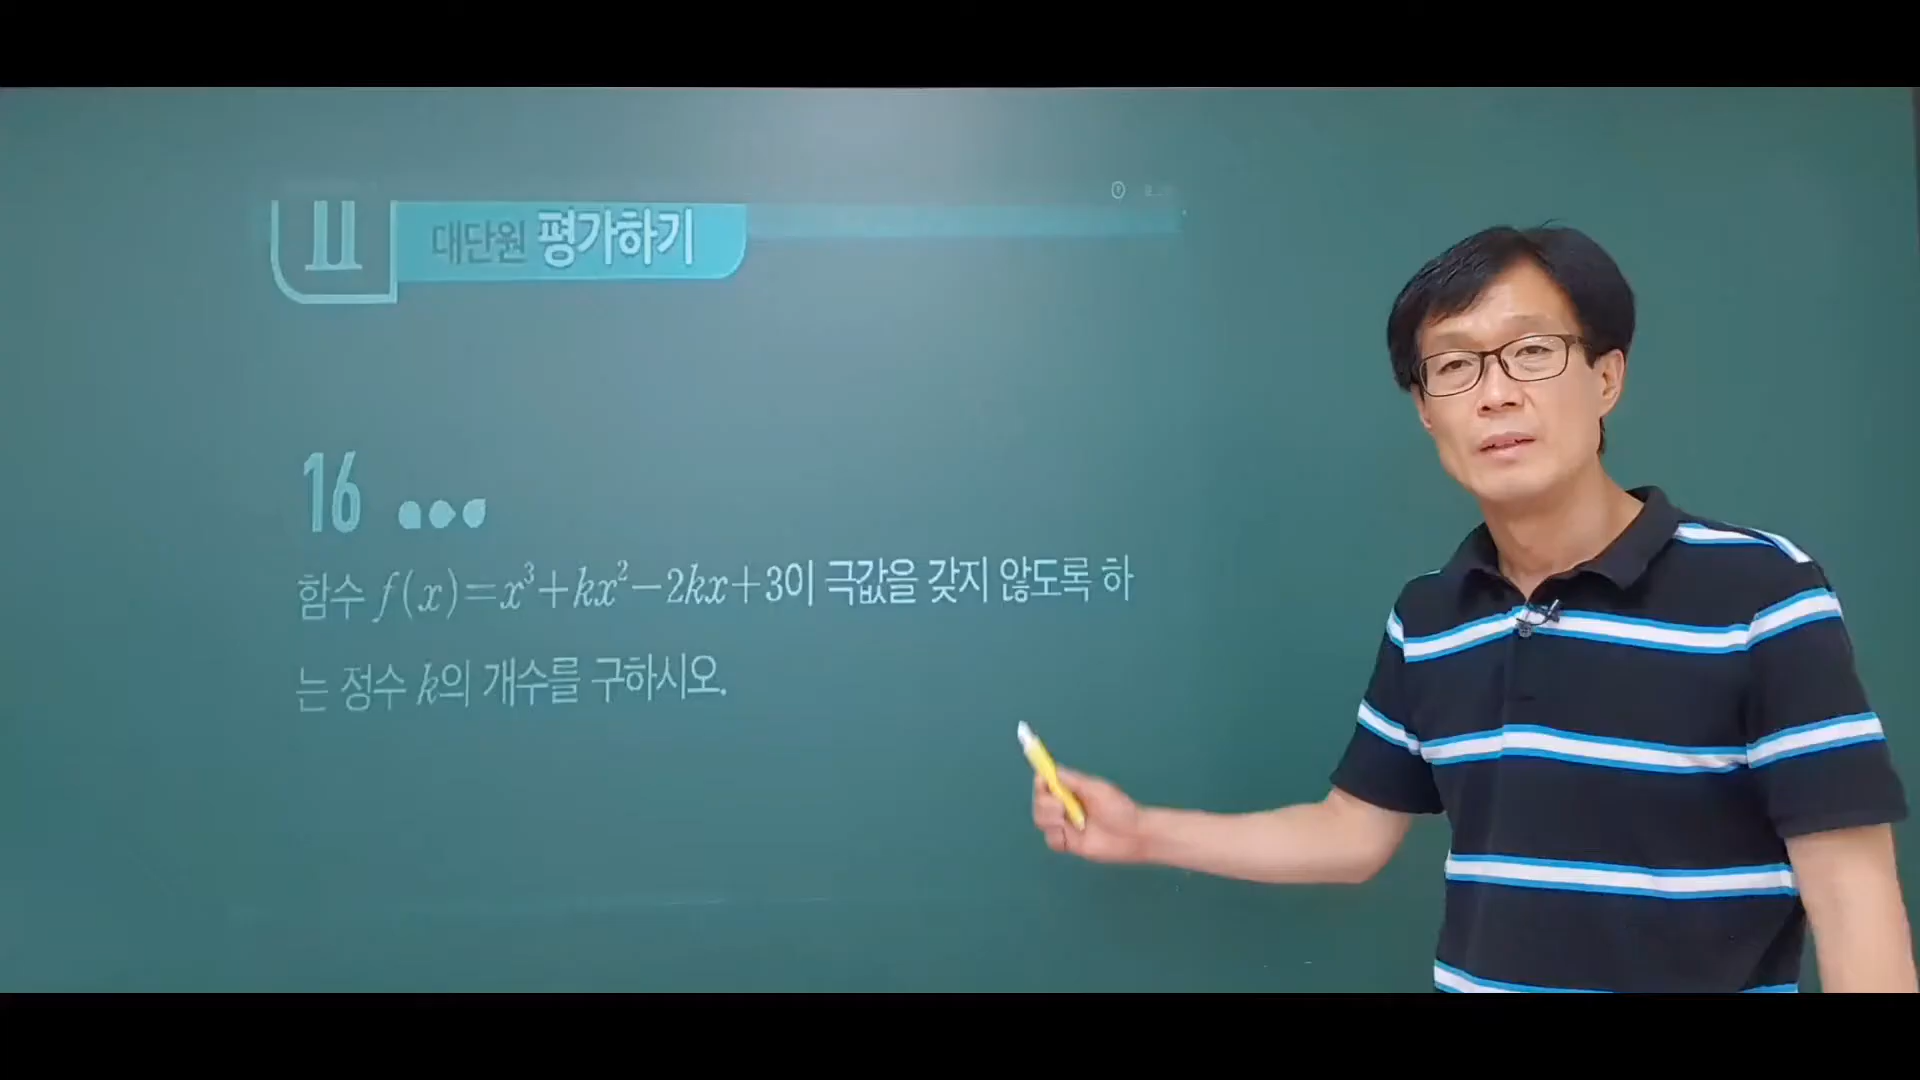 II
대단원 평가하기
16
함수 f(x)=x³+kx²-2kx+3이 극값을 갖지 않도록 하
는 정수 k의 개수를 구하시오.